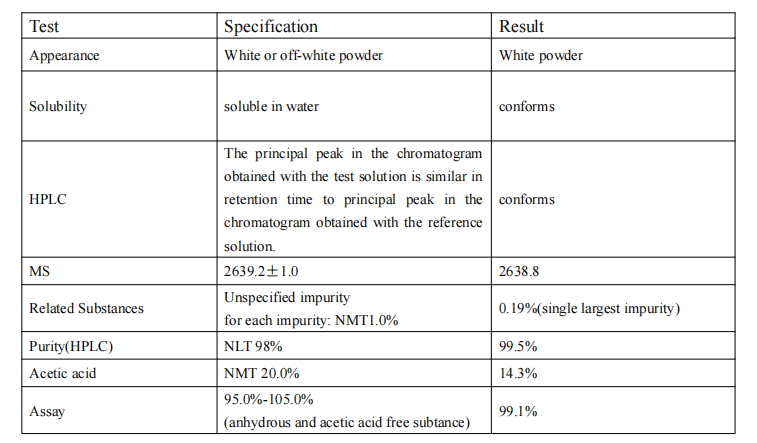 Test Specification Result
Appearance White or off-white powder White powder
Solubility soluble in water conforms
The principal peak in the chromatogram
obtained with the test solution is similar in
HPLC retention time to principal peak in the conforms
chromatogram obtained with the reference
solution.
MS 2639.2±1.0 2638.8
Related Substances Unspecified impurity 0.19%(single largest impurity)
for each impurity: NMT1.0%
Purity(HPLC) NLT 98% 99.5%
Acetic acid NMT 20.0% 14.3%
Assay 95.0%-105.0% 99.1%
(anhydrous and acetic acid free subtance)